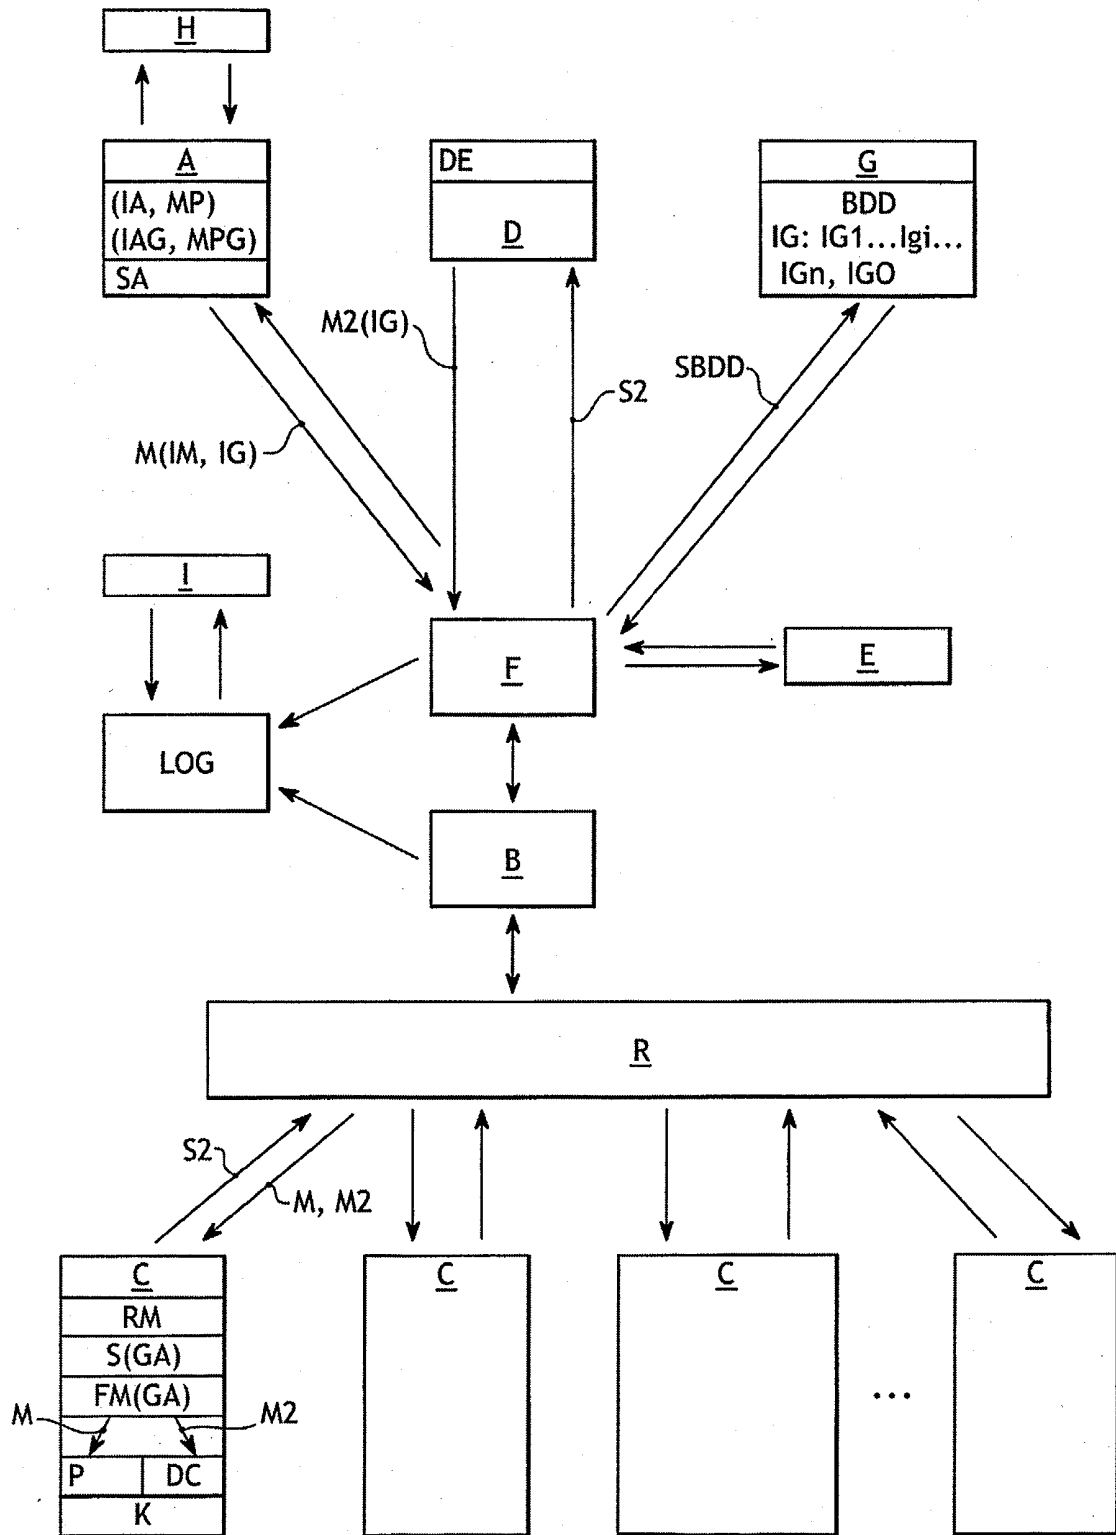 H
A
DE
G
(IA, MP)
(IAG, MPG)
SA
D
BDD
IG: IG1...Igi...
IGn, IGO
M2(IG)
S2
SBDD
M(IM, IG)
I
F
E
LOG
B
R
S2
M, M2
C
C
C
C
RM
S(GA)
FM(GA)
M
M2
...
P
DC
K